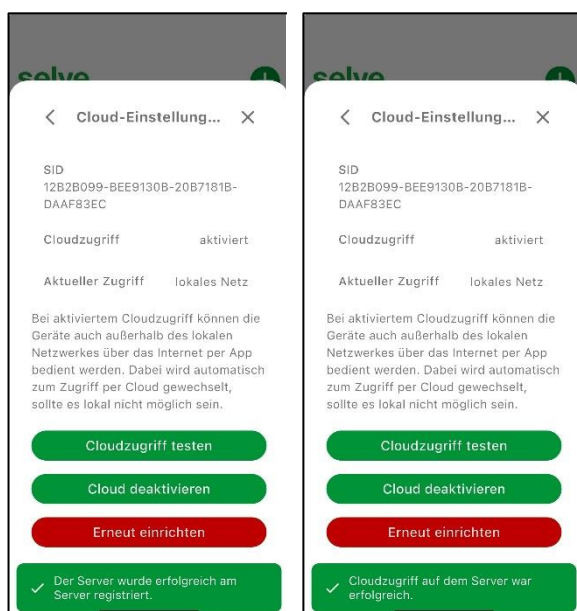 selve
Cloud-Einstellung...
SID
12B2B099-BEE9130B-20B7181B-
DAAF83EC
Cloudzugriff aktiviert
Aktueller Zugriff lokales Netz
Bei aktiviertem Cloudzugriff können die
Geräte auch außerhalb des lokalen
Netzwerkes über das Internet per App
bedient werden. Dabei wird automatisch
zum Zugriff per Cloud gewechselt,
sollte es lokal nicht möglich sein.
Cloudzugriff testen
Cloud deaktivieren
Erneut einrichten
Der Server wurde erfolgreich am
Server registriert.
selve
Cloud-Einstellung...
SID
12B2B099-BEE9130B-20B7181B-
DAAF83EC
Cloudzugriff aktiviert
Aktueller Zugriff lokales Netz
Bei aktiviertem Cloudzugriff können die
Geräte auch außerhalb des lokalen
Netzwerkes über das Internet per App
bedient werden. Dabei wird automatisch
zum Zugriff per Cloud gewechselt,
sollte es lokal nicht möglich sein.
Cloudzugriff testen
Cloud deaktivieren
Erneut einrichten
Cloudzugriff auf dem Server war
erfolgreich.